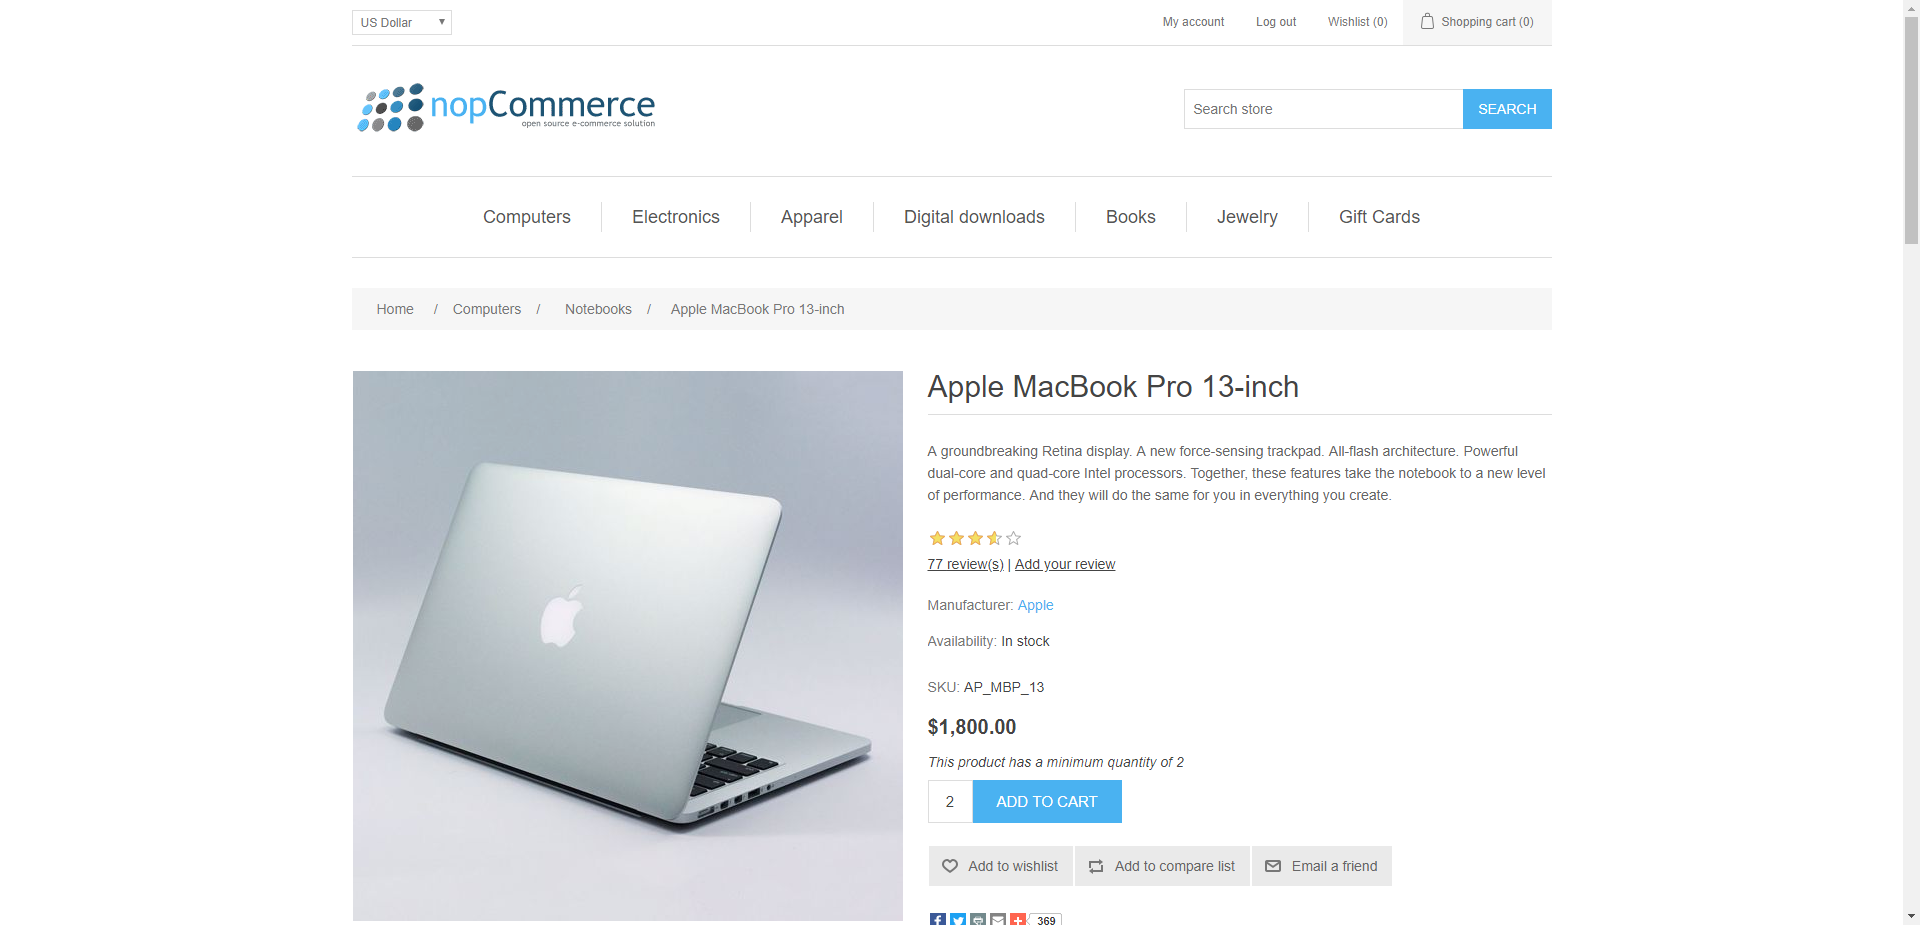 US Dollar
My account
Log out
Wishlist (0)
Shopping cart (0)
nopCommerce
open source e-commerce solution
Search store
SEARCH
Computers
Electronics
Apparel
Digital downloads
Books
Jewelry
Gift Cards
Home / Computers / Notebooks / Apple MacBook Pro 13-inch
Apple MacBook Pro 13-inch
A groundbreaking Retina display. A new force-sensing trackpad. All-flash architecture. Powerful
dual-core and quad-core Intel processors. Together, these features take the notebook to a new level
of performance. And they will do the same for you in everything you create.
77 review(s) | Add your review
Manufacturer: Apple
Availability: In stock
SKU: AP_MBP_13
$1,800.00
This product has a minimum quantity of 2
2
ADD TO CART
Add to wishlist
Add to compare list
Email a friend
369